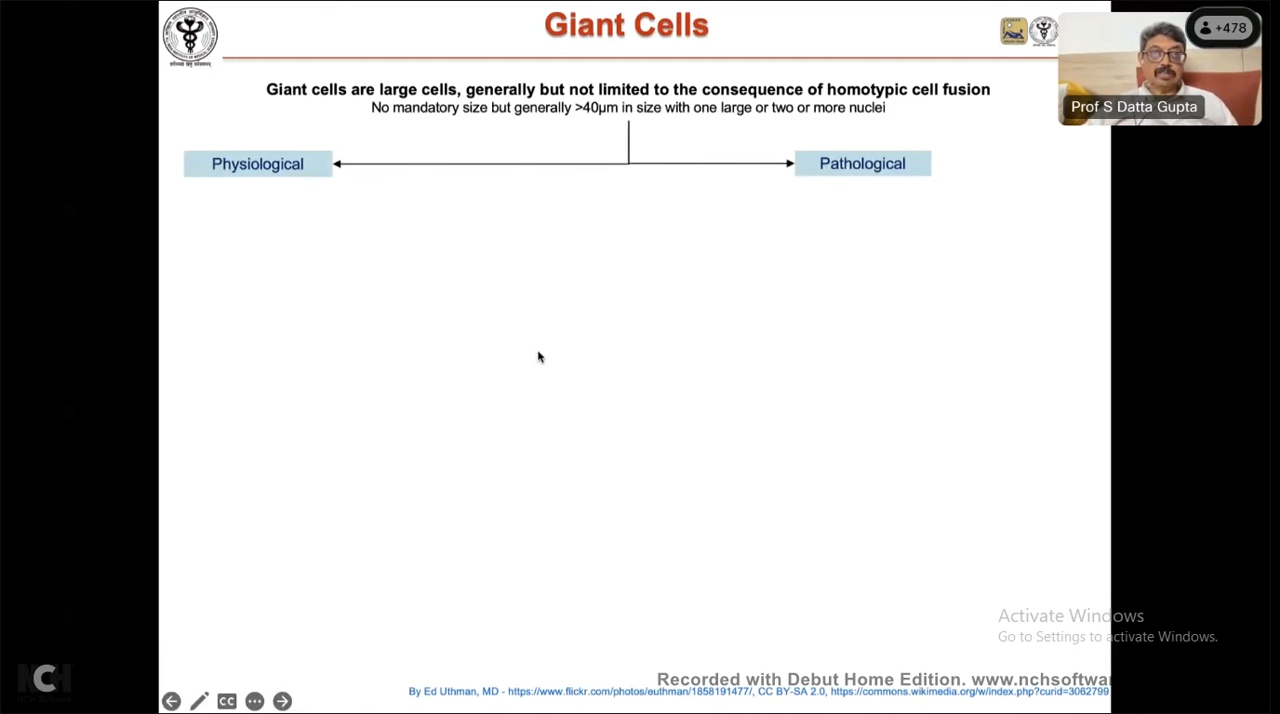 Giant Cells
+478
Giant cells are large cells, generally but not limited to the consequence of homotypic cell fusion
No mandatory size but generally >40μm in size with one large or two or more nuclei
Prof S Datta Gupta
Physiological
Pathological
Activate Windows
Go to Settings to activate Windows.
Recorded with Debut Home Edition. www.nchsoftwar
By Ed Uthman, MD - https://www.flickr.com/photos/euthman/1858191477/, CC BY-SA 2.0, https://commons.wikimedia.org/w/index.php?curid=3062799
CC
NCH